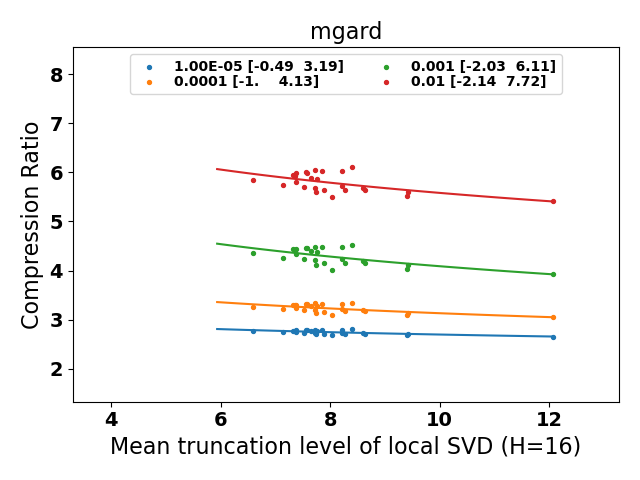 mgard
1.00E-05 [-0.49  3.19]
0.0001 [-1.    4.13]
0.001 [-2.03  6.11]
0.01 [-2.14  7.72]
Compression Ratio
8
7
6
5
4
3
2
4 6 8 10 12
Mean truncation level of local SVD (H=16)